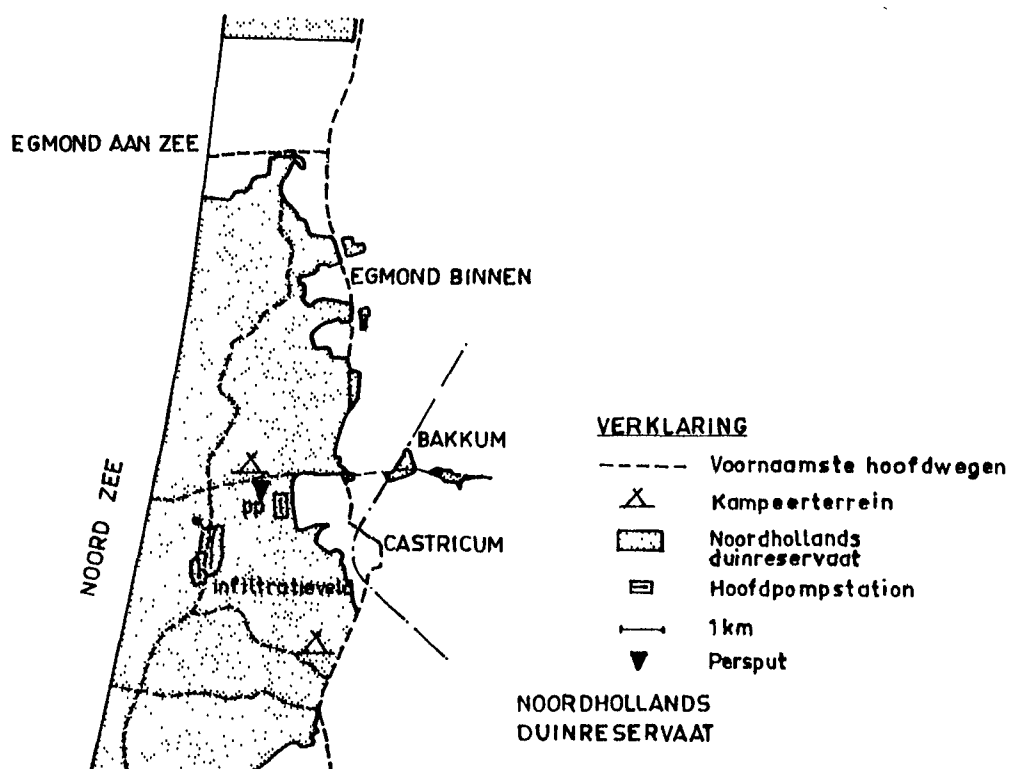 EGMOND AAN ZEE
EGMOND BINNEN
BAKKUM
NOORD ZEE
pp
CASTRICUM
infiltratieveld
VERKLARING
Voornaamste hoofdwegen
Kampeerterrein
Noordhollands
duinreservaat
Hoofdpompstation
1km
Persput
NOORDHOLLANDS
DUINRESERVAAT